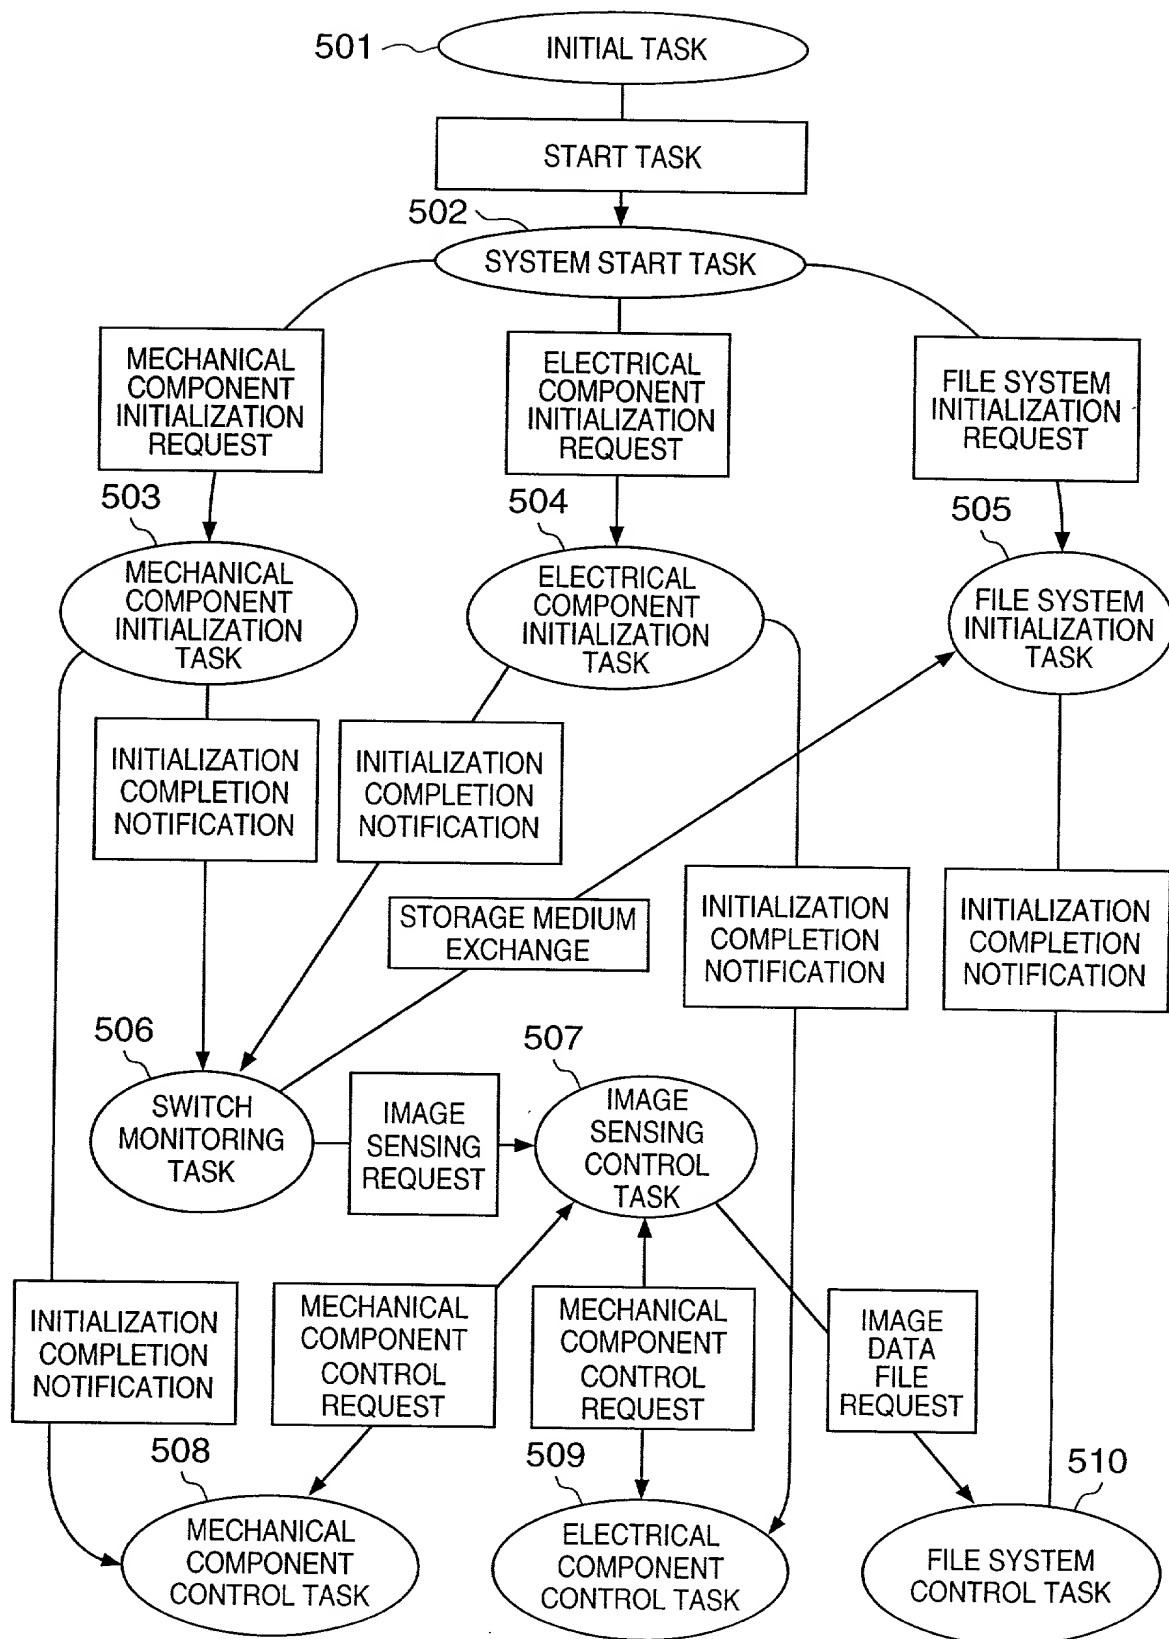 501
INITIAL TASK
START TASK
502
SYSTEM START TASK
MECHANICAL
COMPONENT
INITIALIZATION
REQUEST
ELECTRICAL
COMPONENT
INITIALIZATION
REQUEST
FILE SYSTEM
INITIALIZATION
REQUEST
503
504
505
MECHANICAL
COMPONENT
INITIALIZATION
TASK
ELECTRICAL
COMPONENT
INITIALIZATION
TASK
FILE SYSTEM
INITIALIZATION
TASK
INITIALIZATION
COMPLETION
NOTIFICATION
INITIALIZATION
COMPLETION
NOTIFICATION
STORAGE MEDIUM
EXCHANGE
INITIALIZATION
COMPLETION
NOTIFICATION
INITIALIZATION
COMPLETION
NOTIFICATION
506
507
SWITCH
MONITORING
TASK
IMAGE
SENSING
REQUEST
IMAGE
SENSING
CONTROL
TASK
INITIALIZATION
COMPLETION
NOTIFICATION
MECHANICAL
COMPONENT
CONTROL
REQUEST
MECHANICAL
COMPONENT
CONTROL
REQUEST
IMAGE
DATA
FILE
REQUEST
508
509
510
MECHANICAL
COMPONENT
CONTROL TASK
ELECTRICAL
COMPONENT
CONTROL TASK
FILE SYSTEM
CONTROL TASK